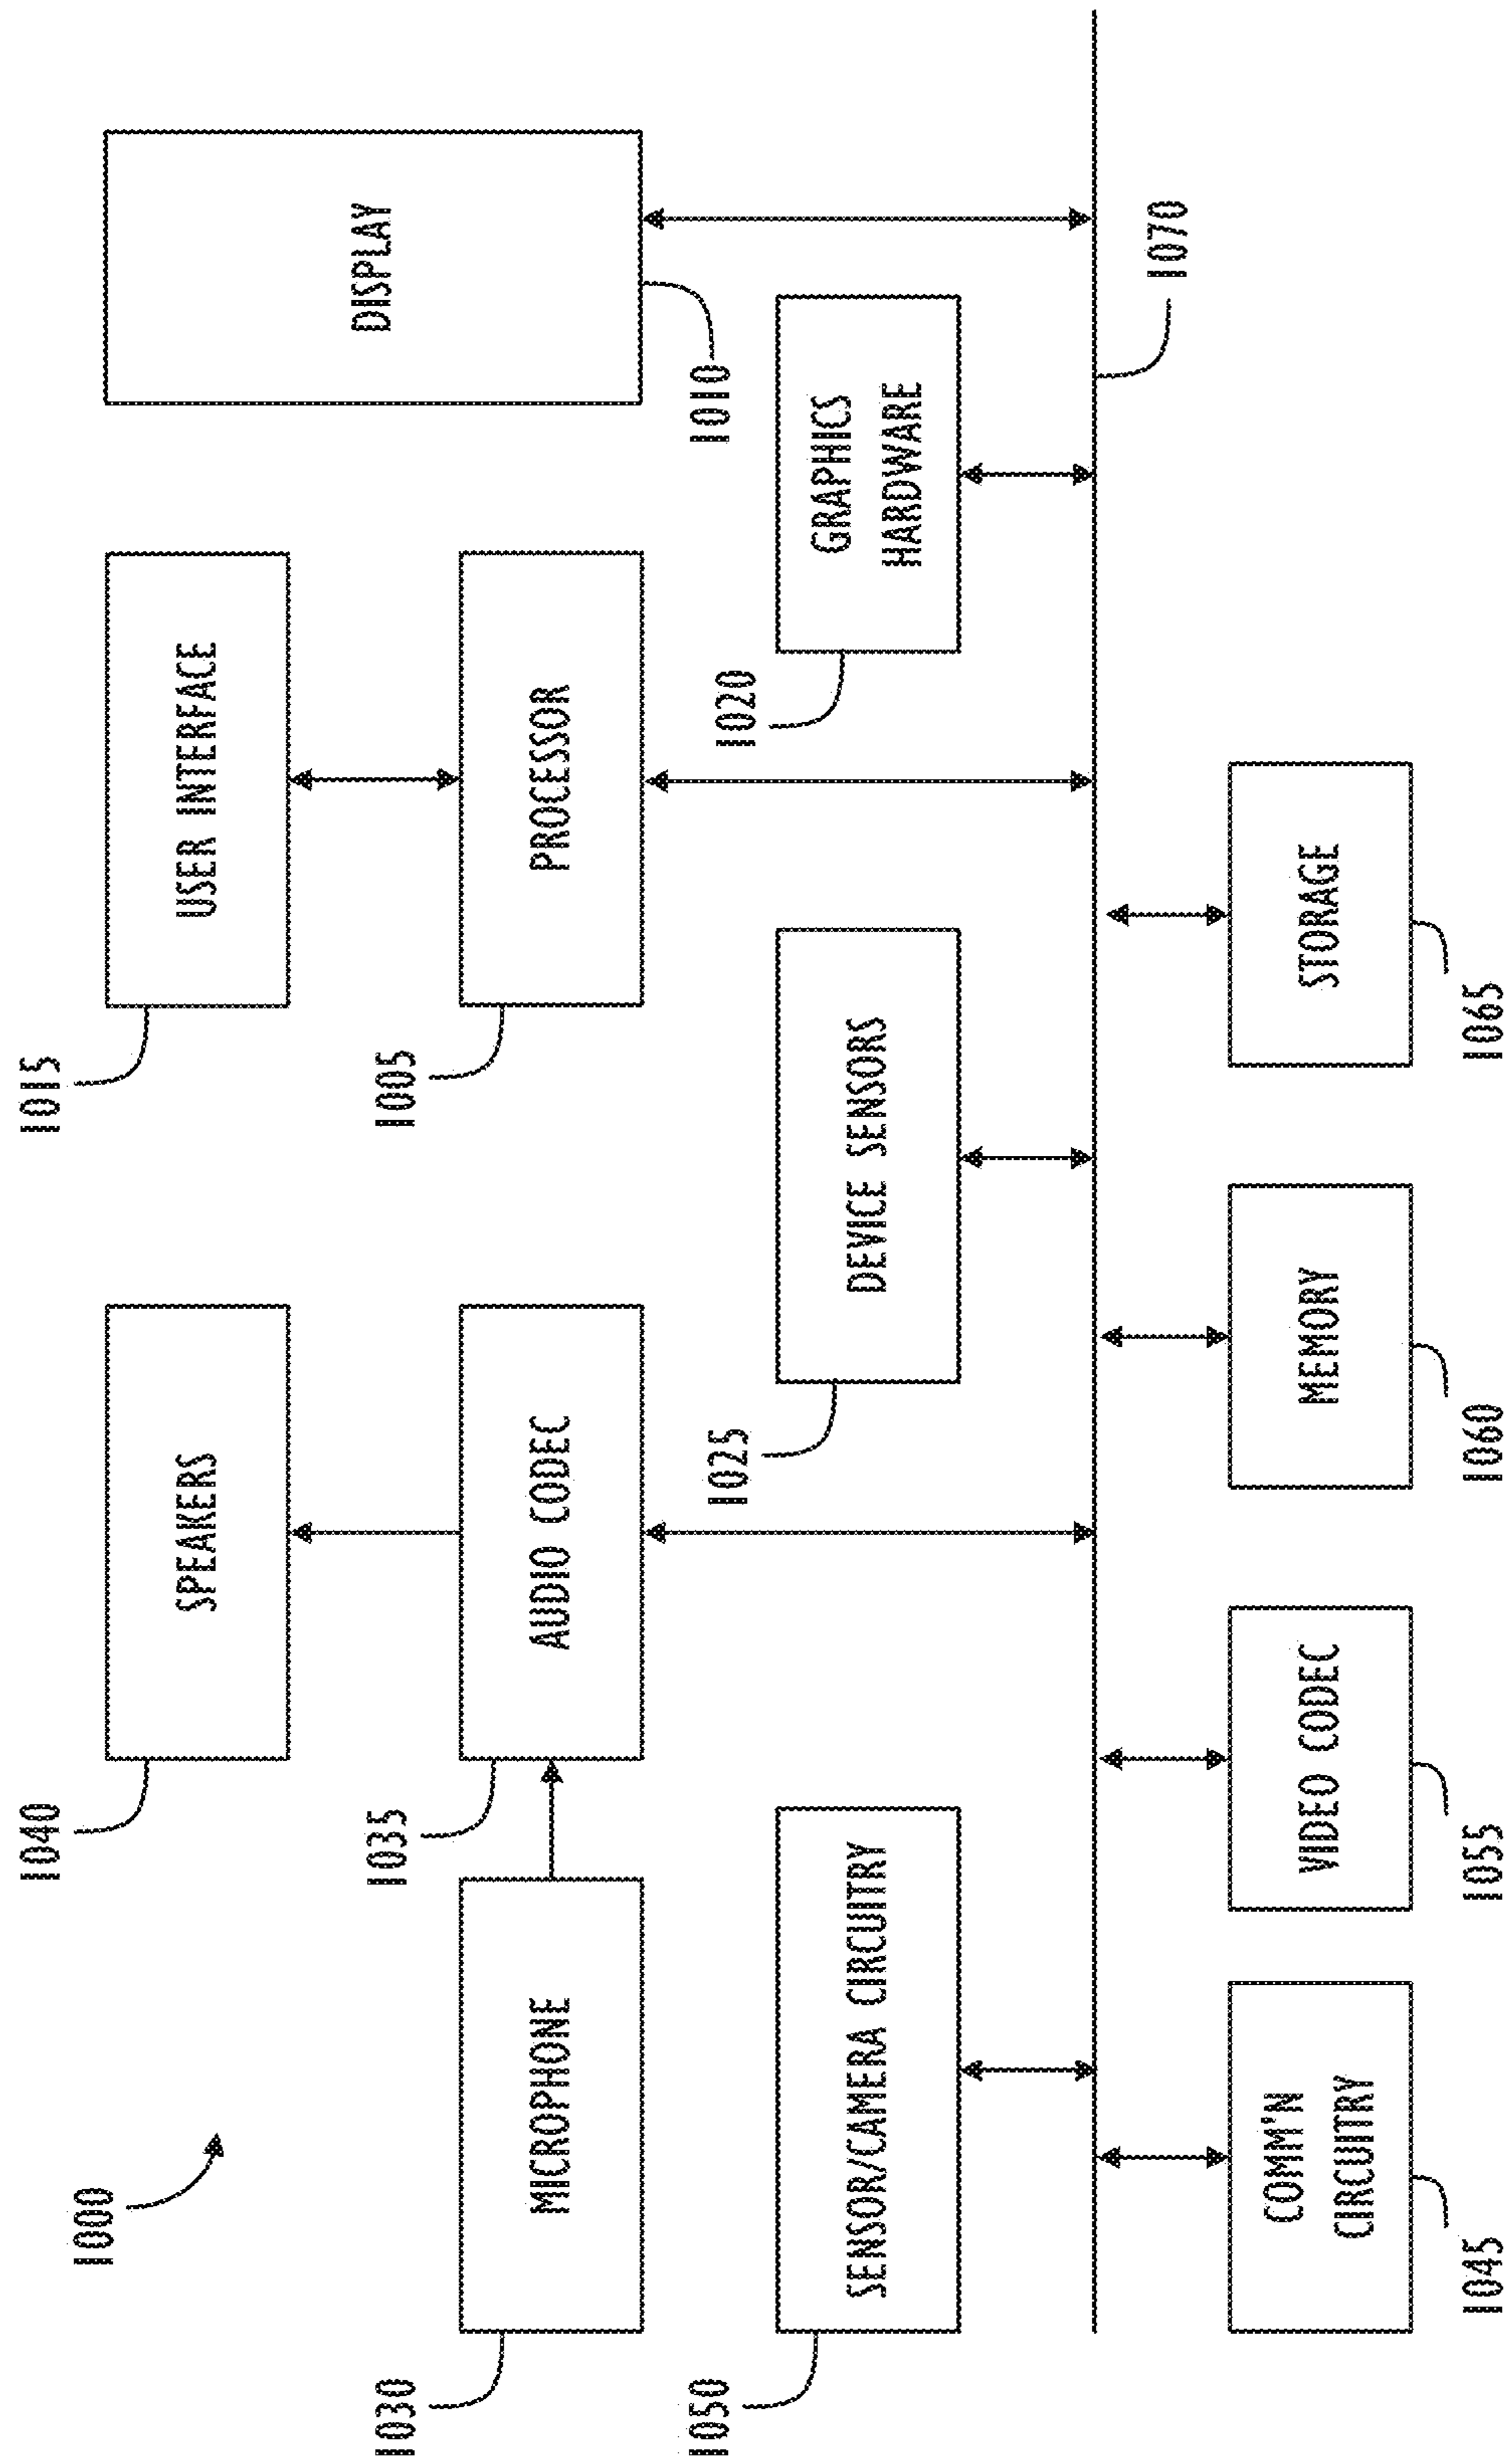 1000
1040
SPEAKERS
1015
USER INTERFACE
DISPLAY
1030
MICROPHONE
1035
AUDIO CODEC
1005
PROCESSOR
1010
1050
SENSOR/CAMERA CIRCUITRY
1025
DEVICE SENSORS
1020
GRAPHICS
HARDWARE
1070
COMM'N
CIRCUITRY
1045
VIDEO CODEC
1055
MEMORY
1060
STORAGE
1065